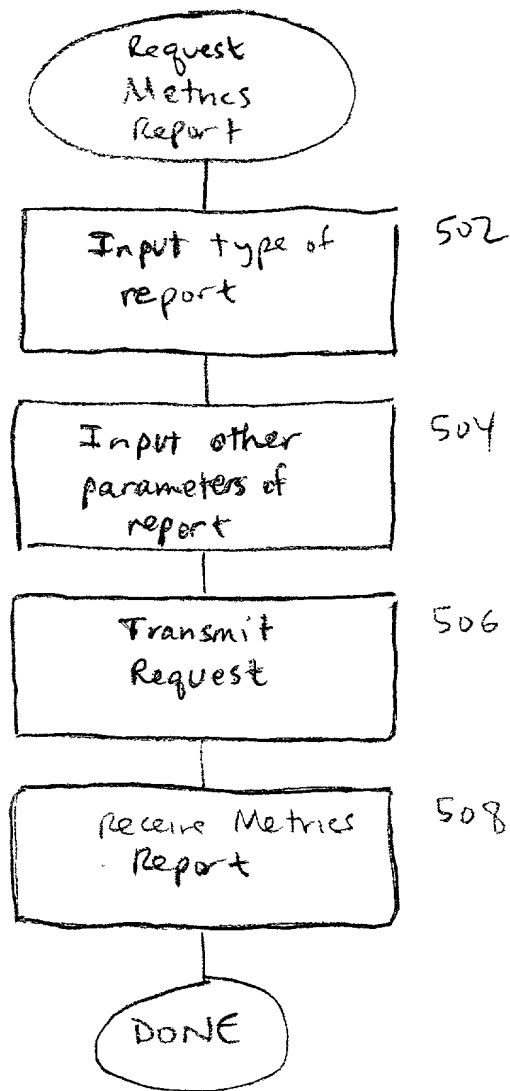 Request
Metrics
Report
Input type of
report
502
Input other
parameters of
report
504
Transmit
Request
506
Receive Metrics
Report
508
DONE